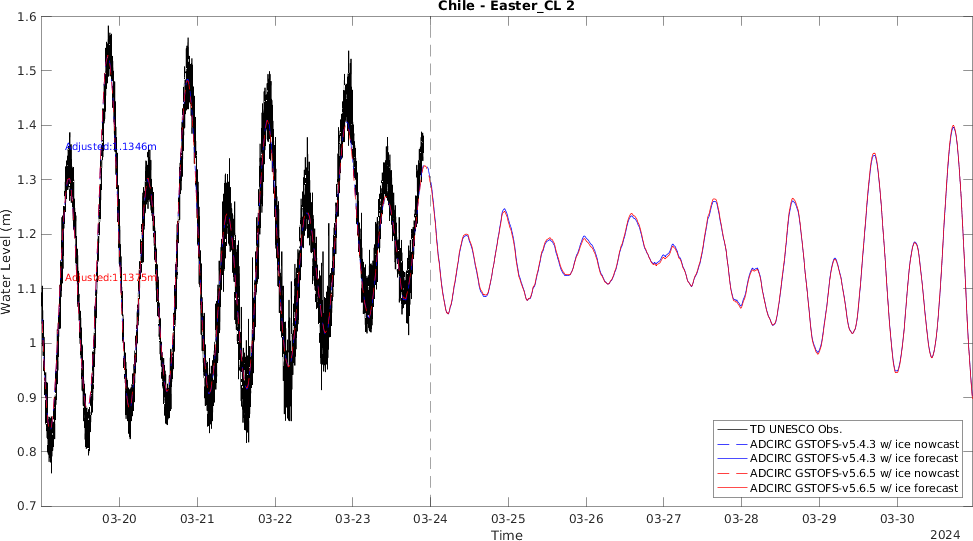 Chile - Easter_CL 2
1.6
1.5
1.4
1.3
1.2
1.1
1
0.9
0.8
0.7
Water Level (m)
Adjusted:1.1346m
Adjusted:1.1375m
TD UNESCO Obs.
ADCIRC GSTOFS-v5.4.3 w/ ice nowcast
ADCIRC GSTOFS-v5.4.3 w/ ice forecast
ADCIRC GSTOFS-v5.6.5 w/ ice nowcast
ADCIRC GSTOFS-v5.6.5 w/ ice forecast
03-20 03-21 03-22 03-23 03-24 03-25 03-26 03-27 03-28 03-29 03-30
Time
2024